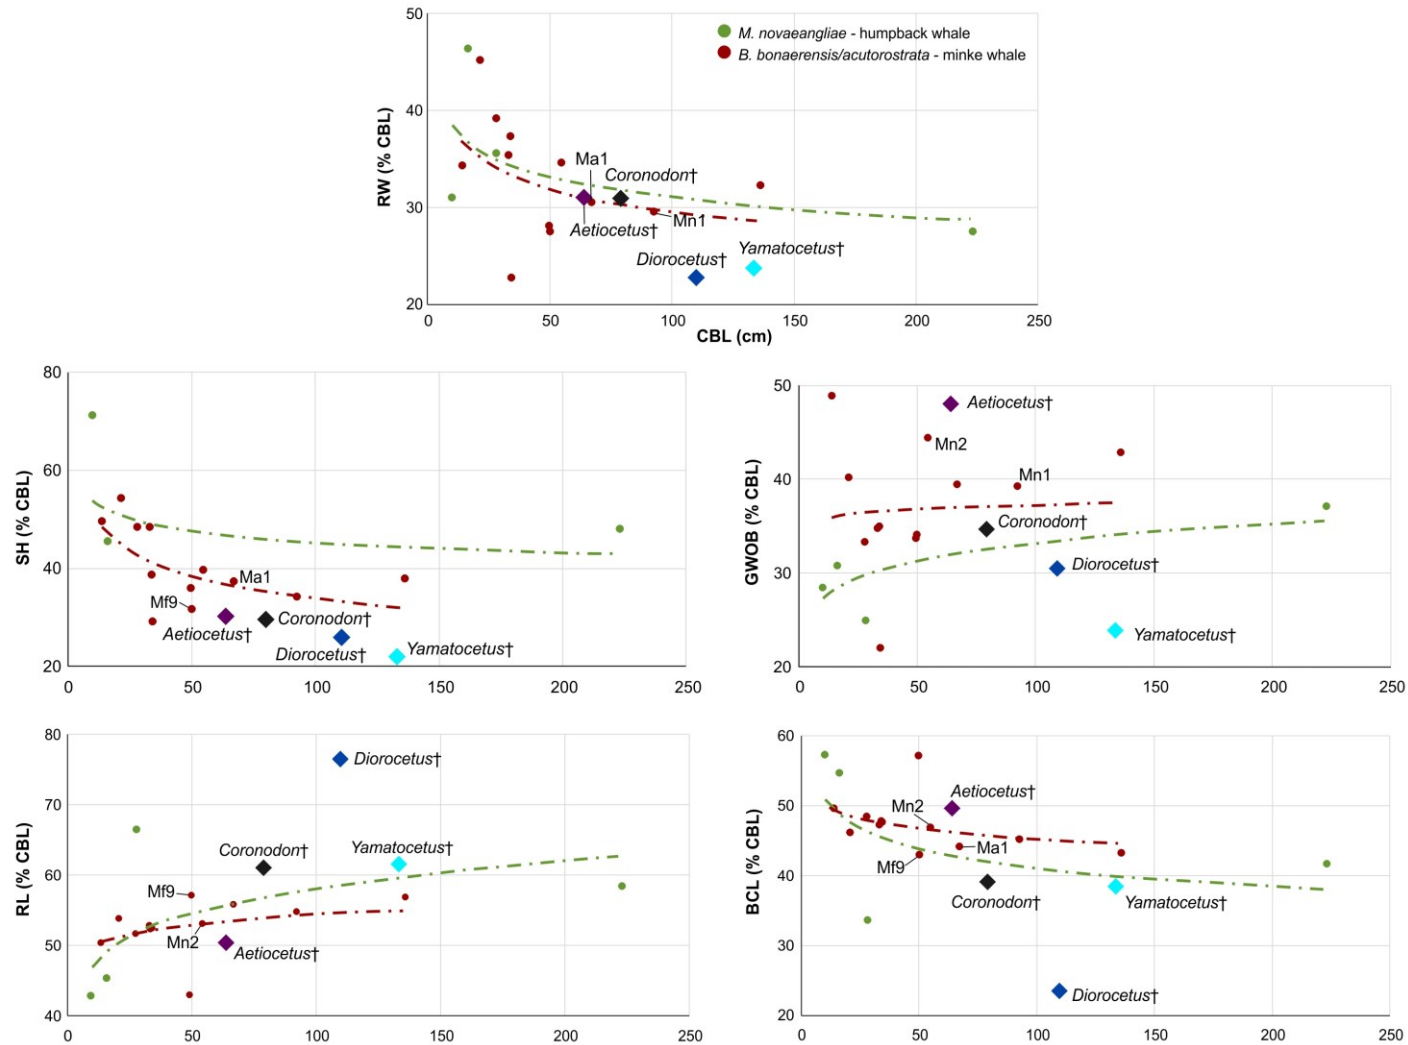 50
M. novaeangliae - humpback whale
B. bonaerensis/acutorostrata - minke whale
40
RW (% CBL)
Ma1
Coronodon†
30
Mn1
Aetiocetus†
Yamatocetus†
Diorocetus†
20
0 50 100 150 200 250
CBL (cm)
80
60
SH (% CBL)
40
Ma1
Mf9
Coronodon†
Aetiocetus†
Diorocetus†
Yamatocetus†
20
0 50 100 150 200 250
50
Aetiocetus†
Mn2
40
Mn1
GWOB (% CBL)
Coronodon†
30
Diorocetus†
Yamatocetus†
20
0 50 100 150 200 250
80
Diorocetus†
70
RL (% CBL)
Coronodon†
Yamatocetus†
60
Mf9
Mn2
50
Aetiocetus†
40
0 50 100 150 200 250
60
Aetiocetus†
50
Mn2
BCL (% CBL)
Ma1
Mf9
40
Coronodon†
Yamatocetus†
30
Diorocetus†
20
0 50 100 150 200 250